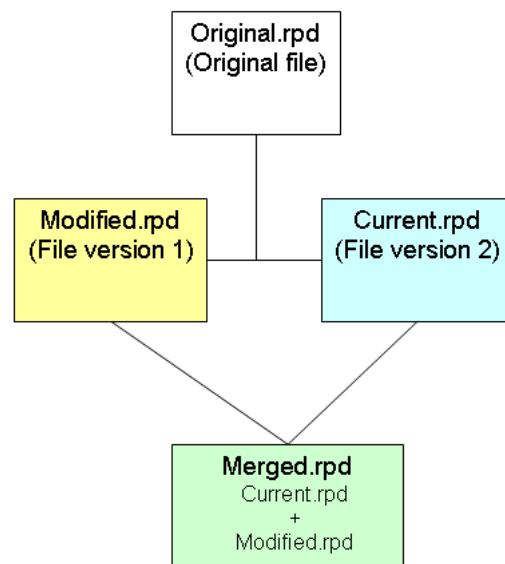 Original.rpd
(Original file)
Modified.rpd
(File version 1)
Current.rpd
(File version 2)
Merged.rpd
Current.rpd
+
Modified.rpd